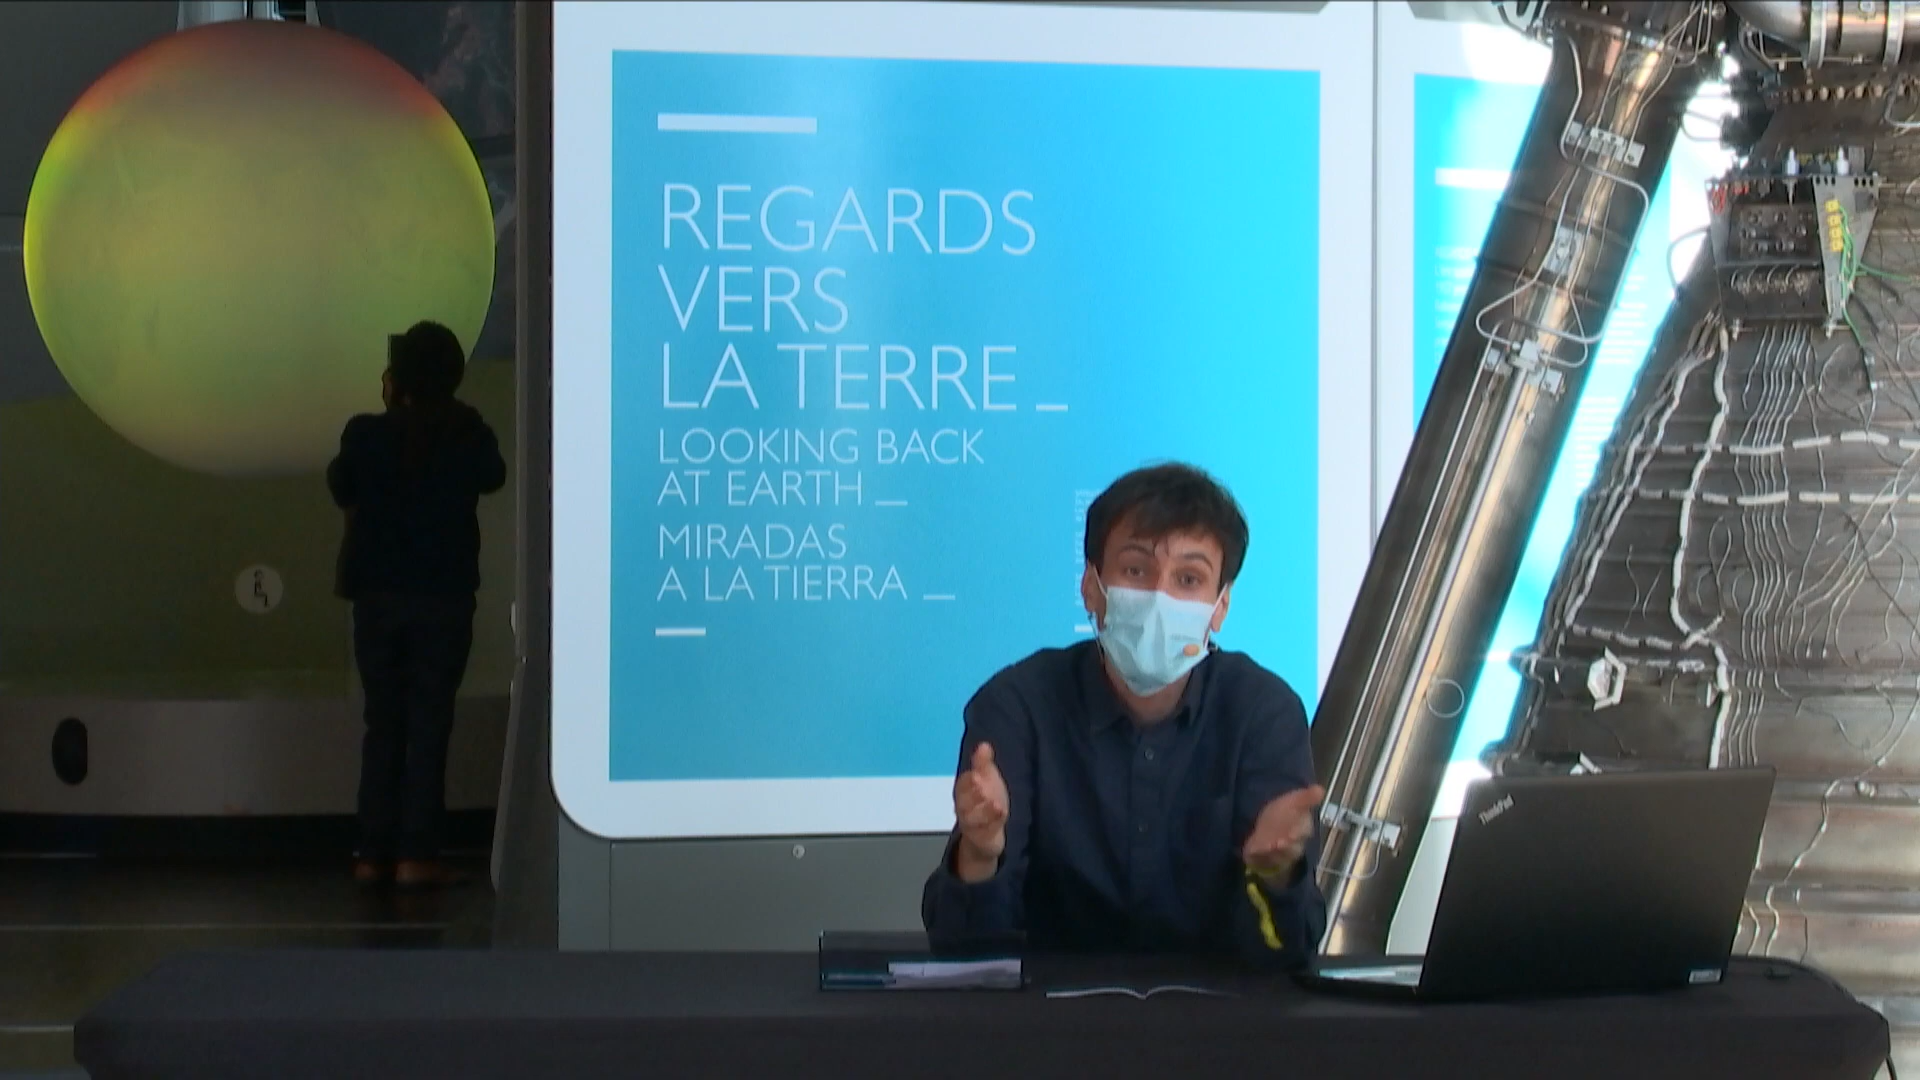 REGARDS
VERS
LA TERRE _
LOOKING BACK
AT EARTH _
MIRADAS
A LA TIERRA _
ThinkPad